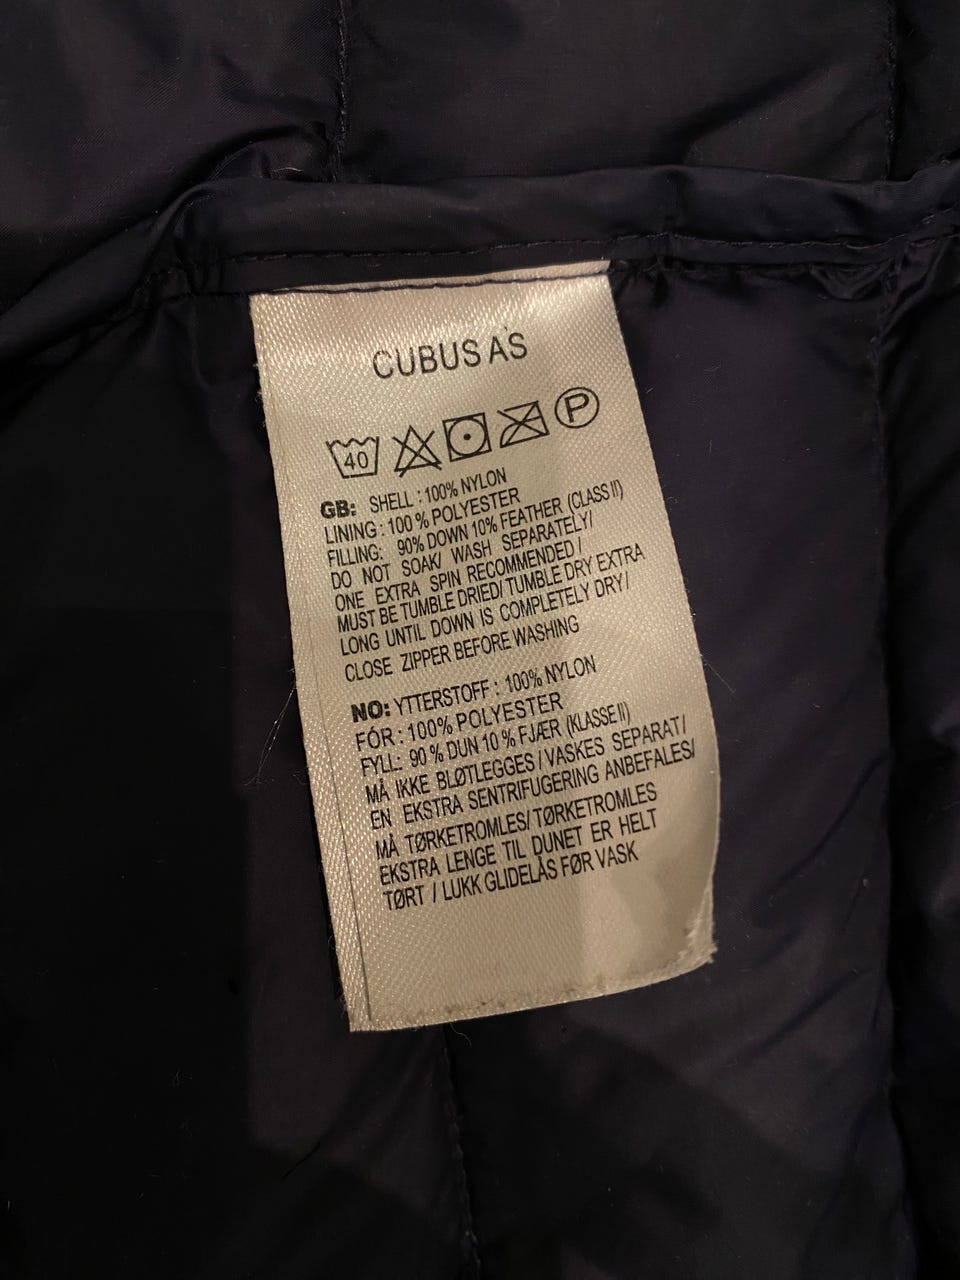 CUBUS AS
40 P
GB: SHELL : 100% NYLON
LINING : 100 % POLYESTER
FILLING: 90% DOWN 10% FEATHER (CLASS II)
DO NOT SOAK/ WASH SEPARATELY/
ONE EXTRA SPIN RECOMMENDED /
MUST BE TUMBLE DRIED/ TUMBLE DRY EXTRA
LONG UNTIL DOWN IS COMPLETELY DRY /
CLOSE ZIPPER BEFORE WASHING
NO: YTTERSTOFF : 100% NYLON
FÓR : 100% POLYESTER
FYLL: 90 % DUN 10 % FJÆR (KLASSE II)
MÅ IKKE BLØTLEGGES / VASKES SEPARAT /
EN EKSTRA SENTRIFUGERING ANBEFALES/
MÅ TØRKETROMLES/ TØRKETROMLES
EKSTRA LENGE TIL DUNET ER HELT
TØRT / LUKK GLIDELÅS FØR VASK